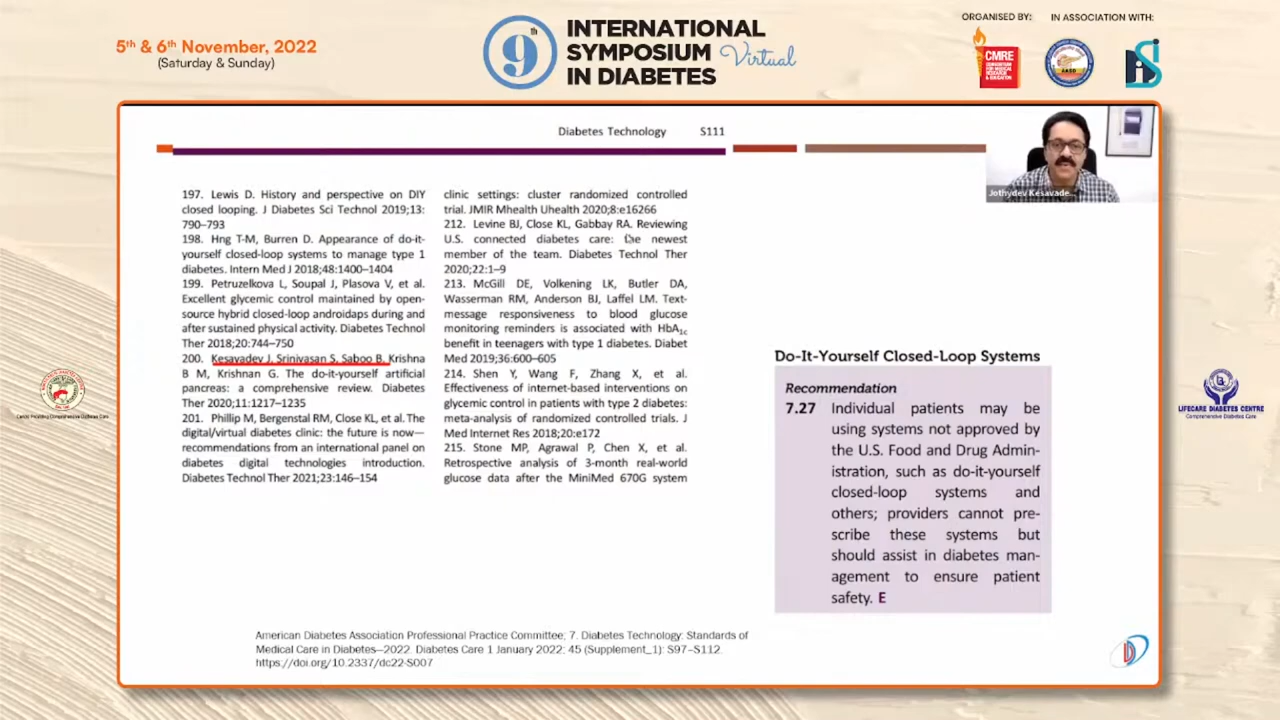 5th & 6th November, 2022
(Saturday & Sunday)
9th
INTERNATIONAL
SYMPOSIUM Virtual
IN DIABETES
ORGANISED BY:
IN ASSOCIATION WITH:
CMRE
Diabetes Technology S111
Jothydev Kesavade...
197. Lewis D. History and perspective on DIY
closed looping. J Diabetes Sci Technol 2019;13:
790–793
198. Hng T-M, Burren D. Appearance of do-it-
yourself closed-loop systems to manage type 1
diabetes. Intern Med J 2018;48:1400–1404
199. Petruzelkova L, Soupal J, Plasova V, et al.
Excellent glycemic control maintained by open-
source hybrid closed-loop androidaps during and
after sustained physical activity. Diabetes Technol
Ther 2018;20:744–750
200. Kesavadev J, Srinivasan S, Saboo B, Krishna
B M, Krishnan G. The do-it-yourself artificial
pancreas: a comprehensive review. Diabetes
Ther 2020;11:1217–1235
201. Phillip M, Bergenstal RM, Close KL, et al. The
digital/virtual diabetes clinic: the future is now—
recommendations from an international panel on
diabetes digital technologies introduction.
Diabetes Technol Ther 2021;23:146–154
clinic settings: cluster randomized controlled
trial. JMIR Mhealth Uhealth 2020;8:e16266
212. Levine BJ, Close KL, Gabbay RA. Reviewing
U.S. connected diabetes care: the newest
member of the team. Diabetes Technol Ther
2020;22:1–9
213. McGill DE, Volkening LK, Butler DA,
Wasserman RM, Anderson BJ, Laffel LM. Text-
message responsiveness to blood glucose
monitoring reminders is associated with HbA1c
benefit in teenagers with type 1 diabetes. Diabet
Med 2019;36:600–605
214. Shen Y, Wang F, Zhang X, et al.
Effectiveness of internet-based interventions on
glycemic control in patients with type 2 diabetes:
meta-analysis of randomized controlled trials. J
Med Internet Res 2018;20:e172
215. Stone MP, Agrawal P, Chen X, et al.
Retrospective analysis of 3-month real-world
glucose data after the MiniMed 670G system
Do-It-Yourself Closed-Loop Systems
Recommendation
7.27 Individual patients may be
using systems not approved by
the U.S. Food and Drug Admin-
istration, such as do-it-yourself
closed-loop systems and
others; providers cannot pre-
scribe these systems but
should assist in diabetes man-
agement to ensure patient
safety. E
LIFECARE DIABETES CENTRE
Comprehensive Diabetes Care
American Diabetes Association Professional Practice Committee; 7. Diabetes Technology: Standards of
Medical Care in Diabetes—2022. Diabetes Care 1 January 2022; 45 (Supplement_1): S97–S112.
https://doi.org/10.2337/dc22-S007